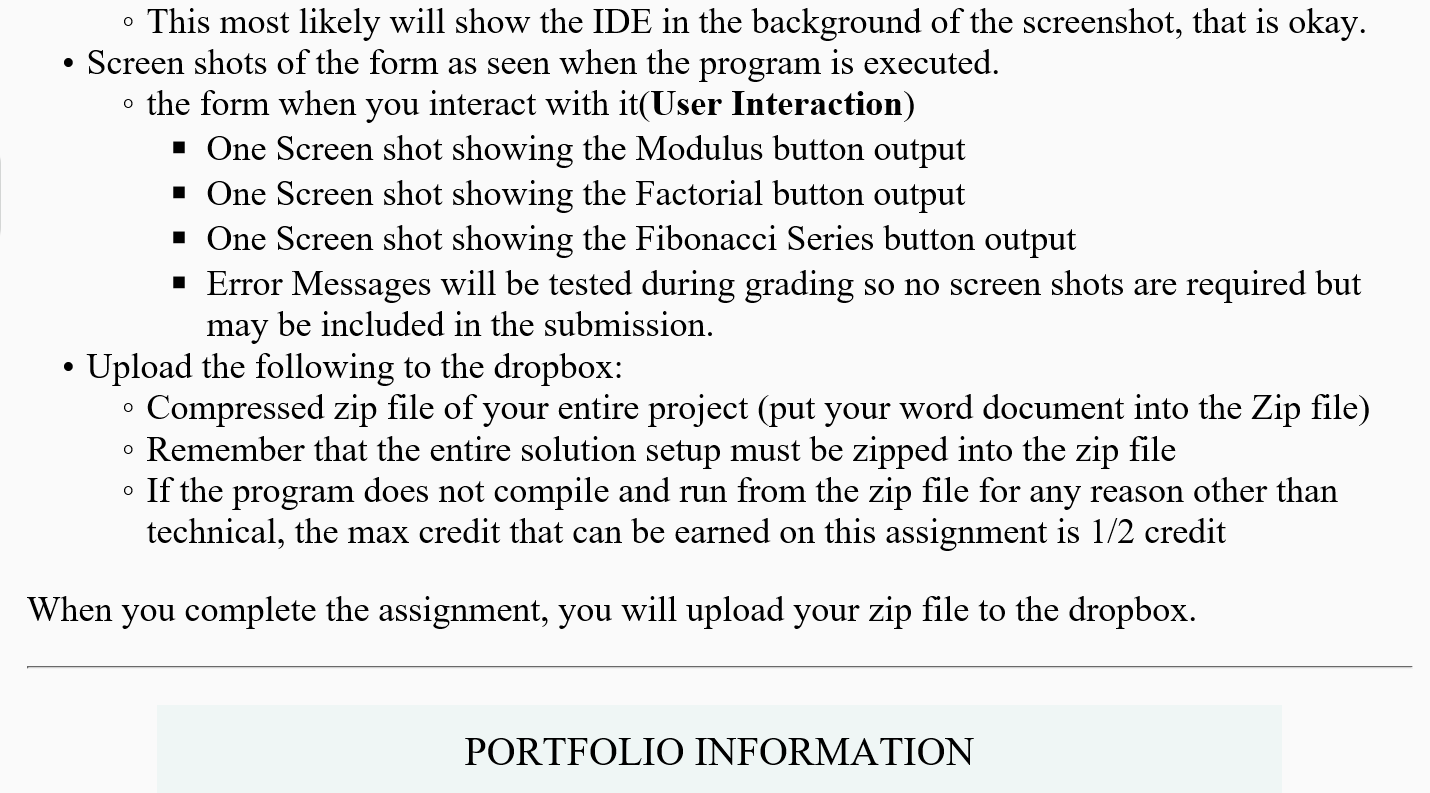 ◦ This most likely will show the IDE in the background of the screenshot, that is okay.
• Screen shots of the form as seen when the program is executed.
◦ the form when you interact with it(User Interaction)
▪ One Screen shot showing the Modulus button output
▪ One Screen shot showing the Factorial button output
▪ One Screen shot showing the Fibonacci Series button output
▪ Error Messages will be tested during grading so no screen shots are required but
may be included in the submission.
• Upload the following to the dropbox:
◦ Compressed zip file of your entire project (put your word document into the Zip file)
◦ Remember that the entire solution setup must be zipped into the zip file
◦ If the program does not compile and run from the zip file for any reason other than
technical, the max credit that can be earned on this assignment is 1/2 credit
When you complete the assignment, you will upload your zip file to the dropbox.
PORTFOLIO INFORMATION